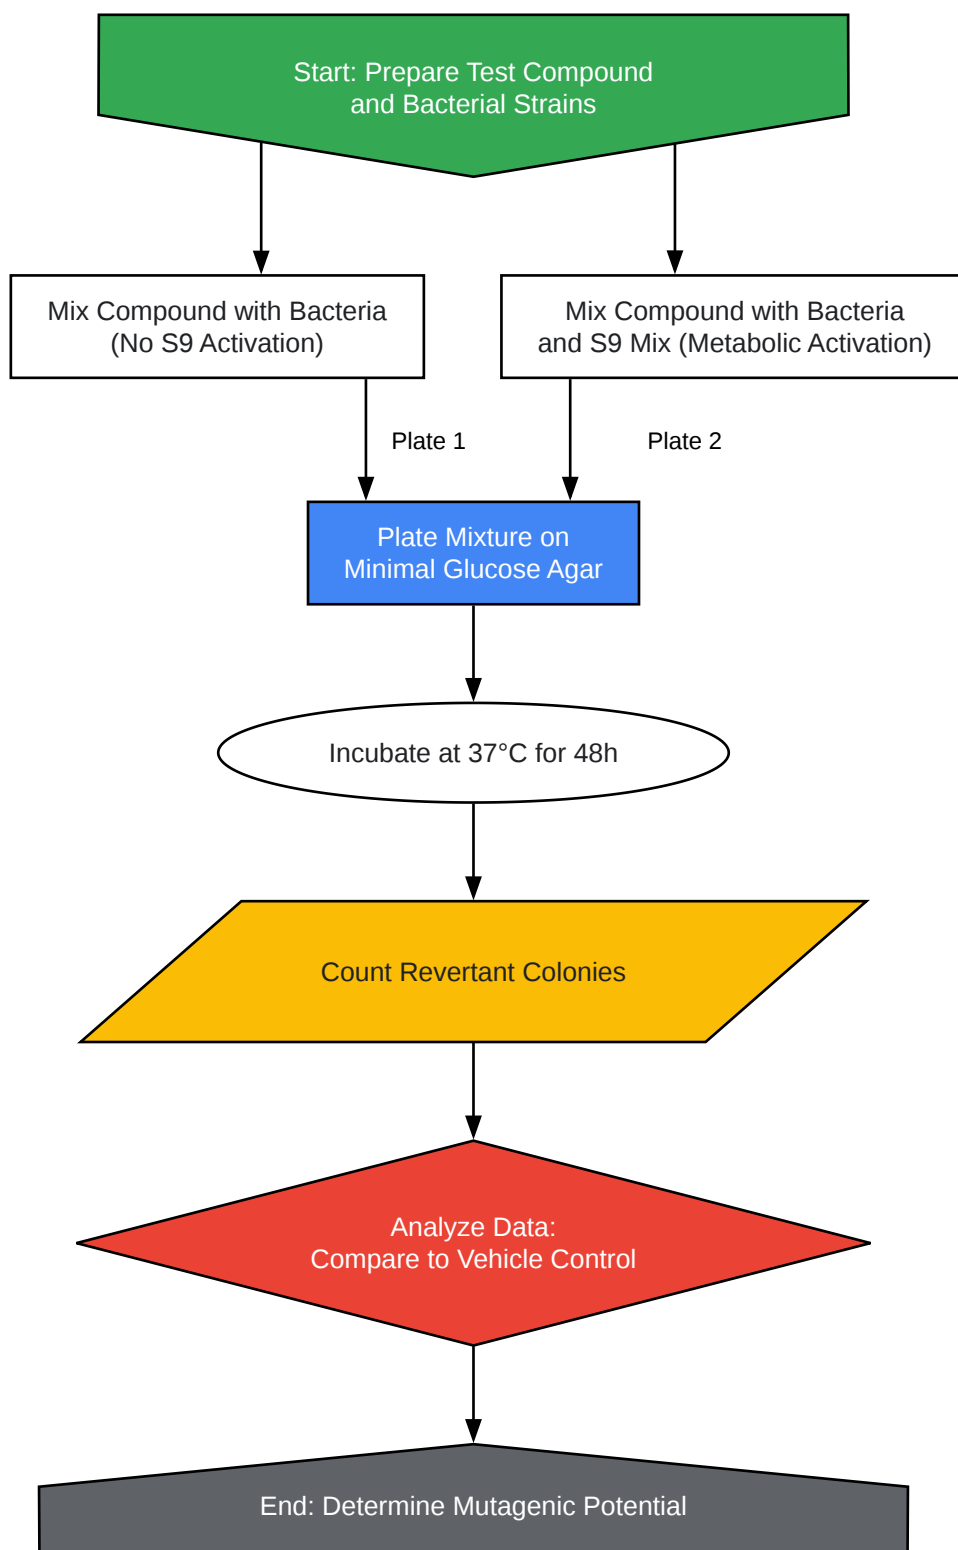 Start: Prepare Test Compound
and Bacterial Strains
Mix Compound with Bacteria
(No S9 Activation)
Mix Compound with Bacteria
and S9 Mix (Metabolic Activation)
Plate 1
Plate 2
Plate Mixture on
Minimal Glucose Agar
Incubate at 37°C for 48h
Count Revertant Colonies
Analyze Data:
Compare to Vehicle Control
End: Determine Mutagenic Potential